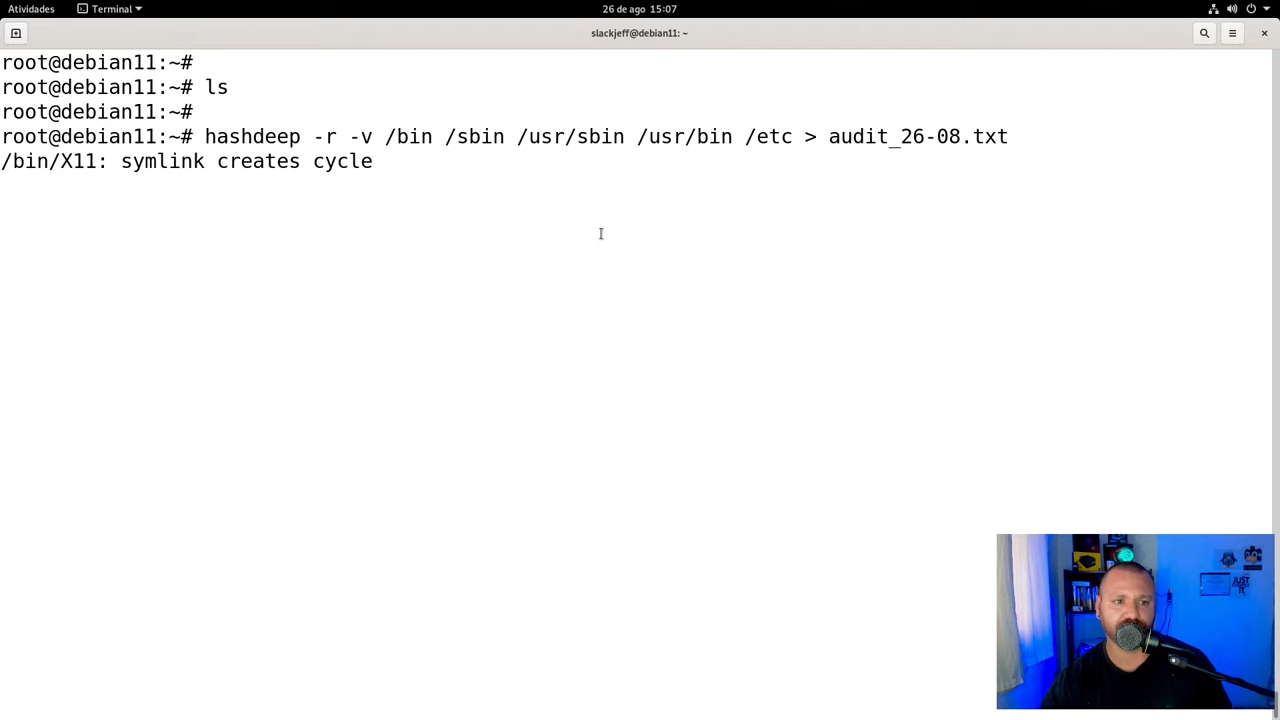 Atividades Terminal 26 de ago 15:07
slackjeff@debian11: ~
root@debian11:~#
root@debian11:~# ls
root@debian11:~#
root@debian11:~# hashdeep -r -v /bin /sbin /usr/sbin /usr/bin /etc > audit_26-08.txt
/bin/X11: symlink creates cycle